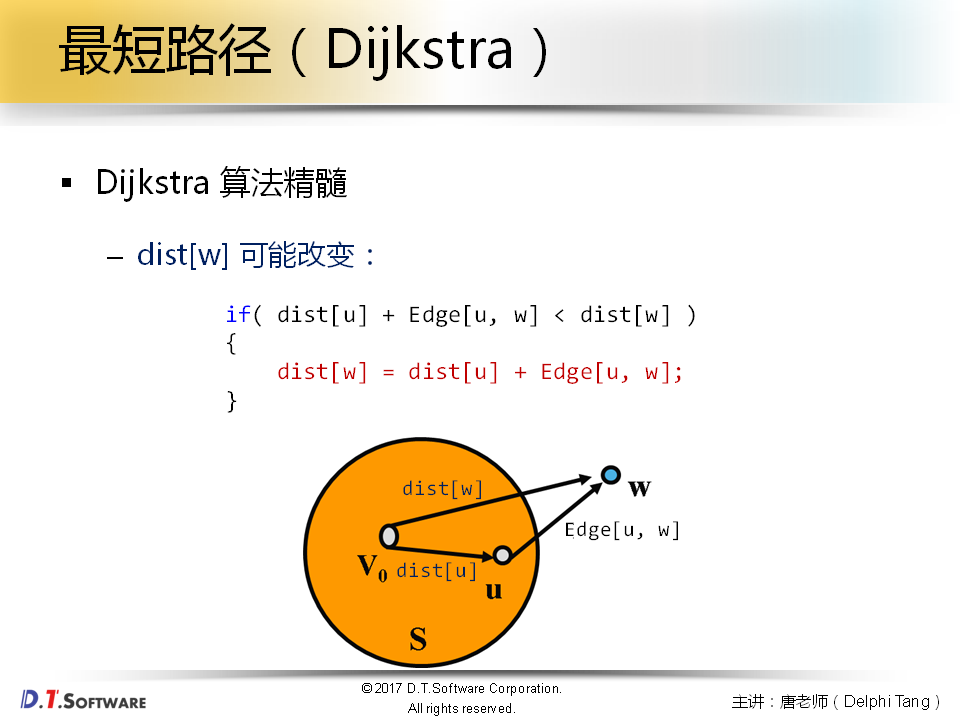 最短路径（Dijkstra）
▪ Dijkstra 算法精髓
– dist[w] 可能改变：
if( dist[u] + Edge[u, w] < dist[w] )
{
dist[w] = dist[u] + Edge[u, w];
}
dist[w]
w
Edge[u, w]
V0
dist[u]
u
S
D.T.SOFTWARE
©2017 D.T.Software Corporation.
All rights reserved.
主讲：唐老师（Delphi Tang）